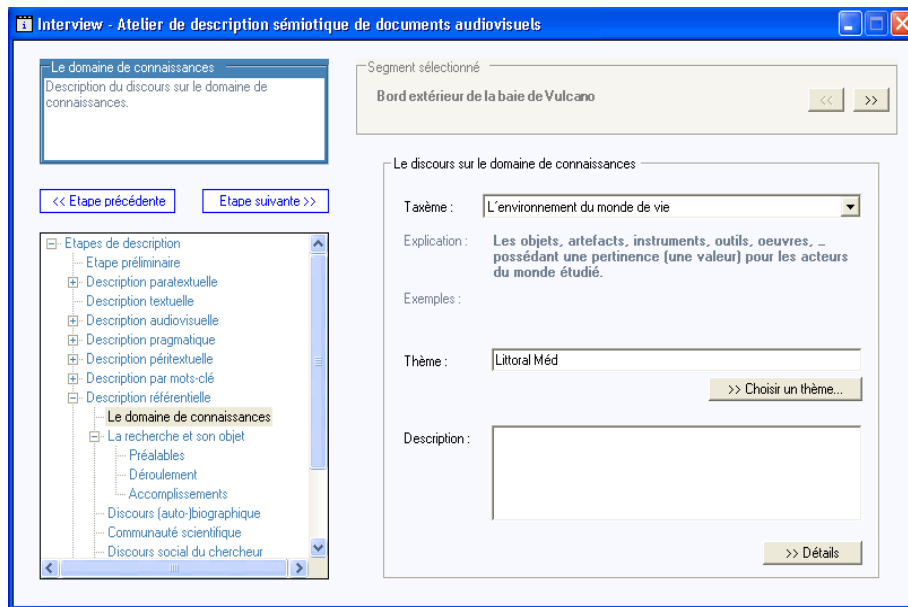 Interview - Atelier de description sémiotique de documents audiovisuels
Le domaine de connaissances
Description du discours sur le domaine de
connaissances.
<< Etape précédente
Etape suivante >>
Etapes de description
Etape préliminaire
Description paratextuelle
Description textuelle
Description audiovisuelle
Description pragmatique
Description péritextuelle
Description par mots-clé
Description référentielle
Le domaine de connaissances
La recherche et son objet
Préalables
Déroulement
Accomplissements
Discours (auto-)biographique
Communauté scientifique
Discours social du chercheur
Segment sélectionné
Bord extérieur de la baie de Vulcano
<<
>>
Le discours sur le domaine de connaissances
Taxème :
L´environnement du monde de vie
Explication :
Les objets, artefacts, instruments, outils, oeuvres, ...
possédant une pertinence (une valeur) pour les acteurs
du monde étudié.
Exemples :
Thème :
Littoral Méd
>> Choisir un thème...
Description :
>> Détails